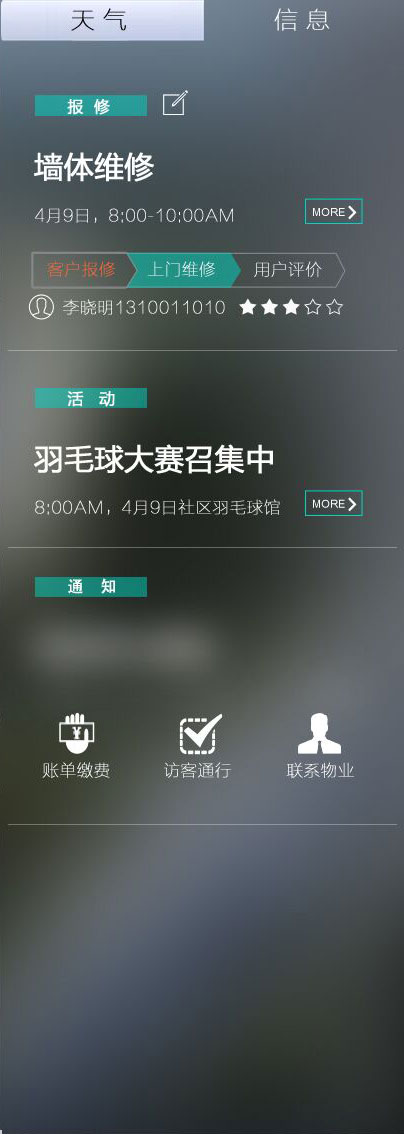 天气 信息
报修
墙体维修
4月9日，8:00-10:00AM MORE
客户报修 上门维修 用户评价
李晓明1310011010
活动
羽毛球大赛召集中
8:00AM，4月9日社区羽毛球馆 MORE
通知
¥
账单缴费 访客通行 联系物业